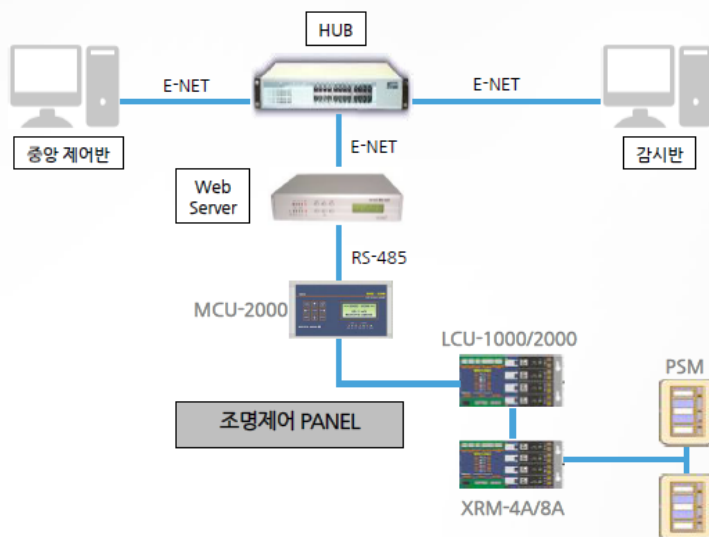 HUB
E-NET
E-NET
중앙 제어반
감시반
E-NET
Web
Server
RS-485
MCU-2000
LCU-1000/2000
PSM
조명제어 PANEL
XRM-4A/8A